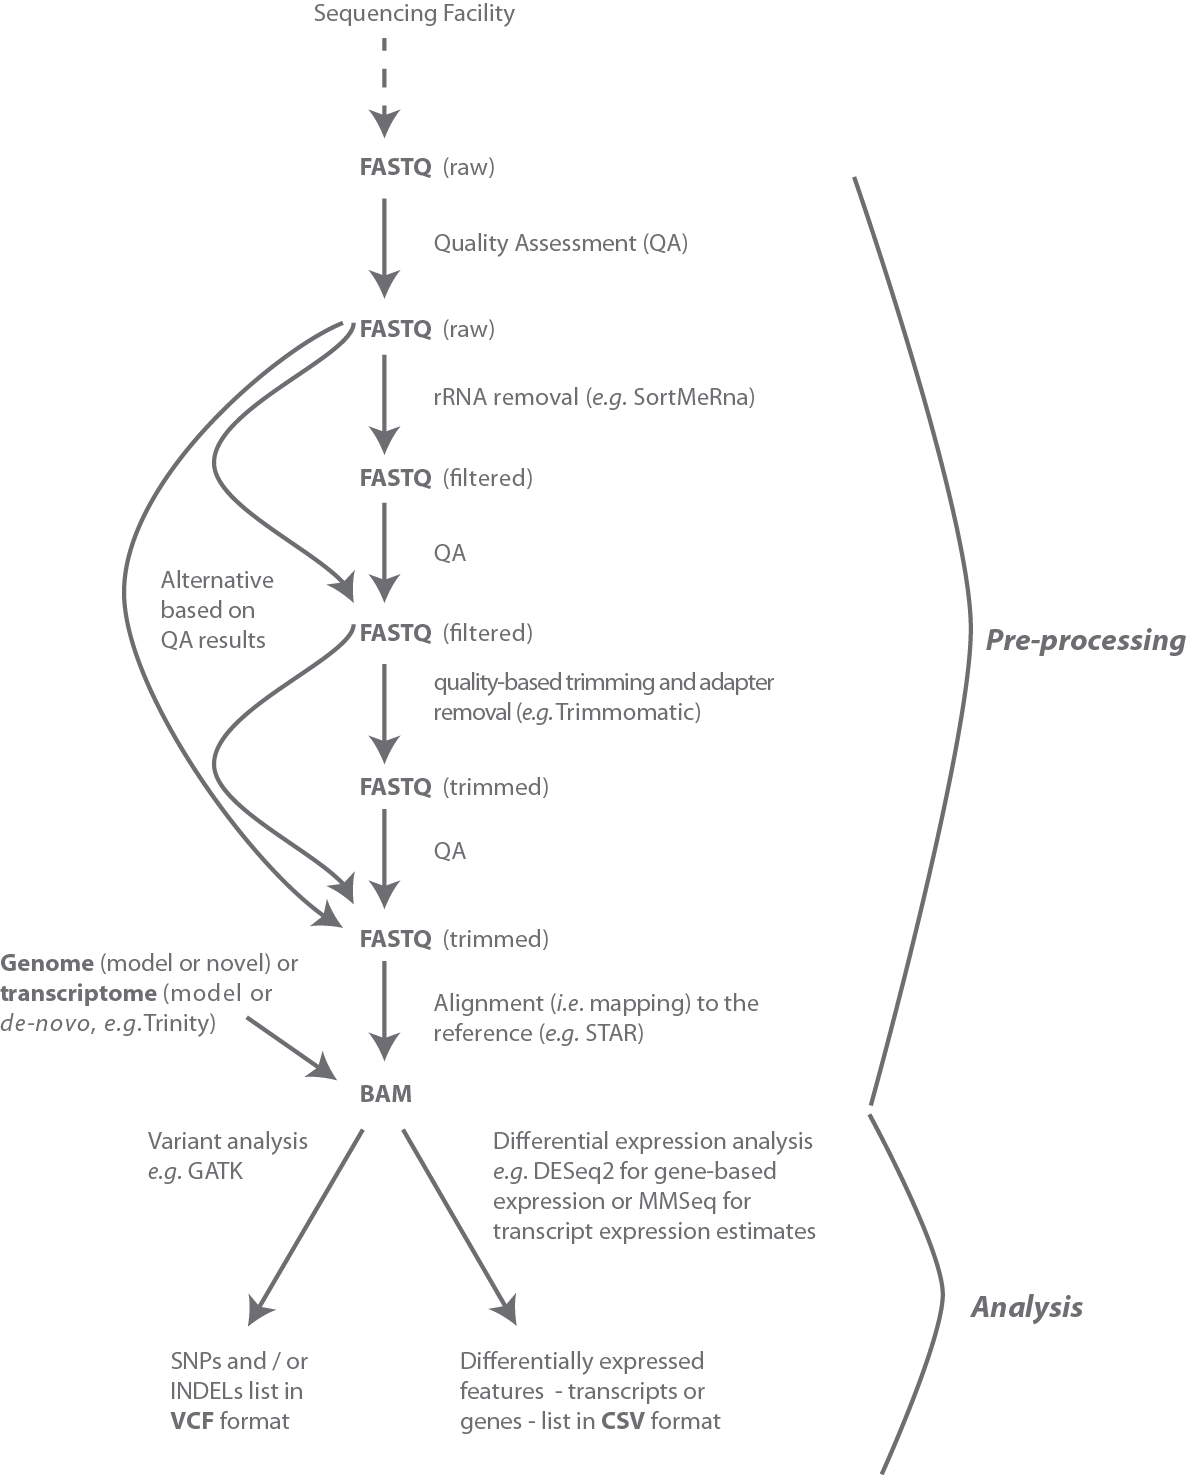 Sequencing Facility
FASTQ (raw)
Quality Assessment (QA)
FASTQ (raw)
rRNA removal (e.g. SortMeRna)
FASTQ (filtered)
QA
Alternative
based on
QA results
FASTQ (filtered)
quality-based trimming and adapter
removal (e.g. Trimmomatic)
Pre-processing
FASTQ (trimmed)
QA
FASTQ (trimmed)
Genome (model or novel) or
transcriptome (model or
de-novo, e.g. Trinity)
Alignment (i.e. mapping) to the
reference (e.g. STAR)
BAM
Variant analysis
e.g. GATK
Differential expression analysis
e.g. DESeq2 for gene-based
expression or MMSeq for
transcript expression estimates
Analysis
SNPs and / or
INDELs list in
VCF format
Differentially expressed
features - transcripts or
genes - list in CSV format